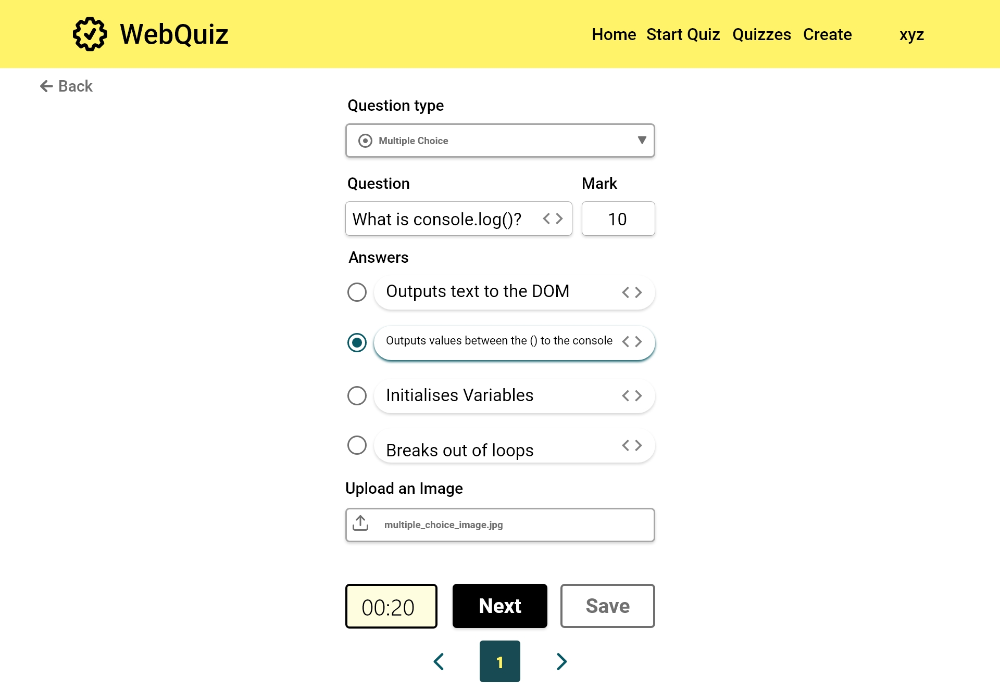 WebQuiz
Home Start Quiz Quizzes Create xyz
Back
Question type
Multiple Choice
Question Mark
What is console.log()? < > 10
Answers
Outputs text to the DOM < >
Outputs values between the () to the console < >
Initialises Variables < >
Breaks out of loops < >
Upload an Image
multiple_choice_image.jpg
00:20 Next Save
1